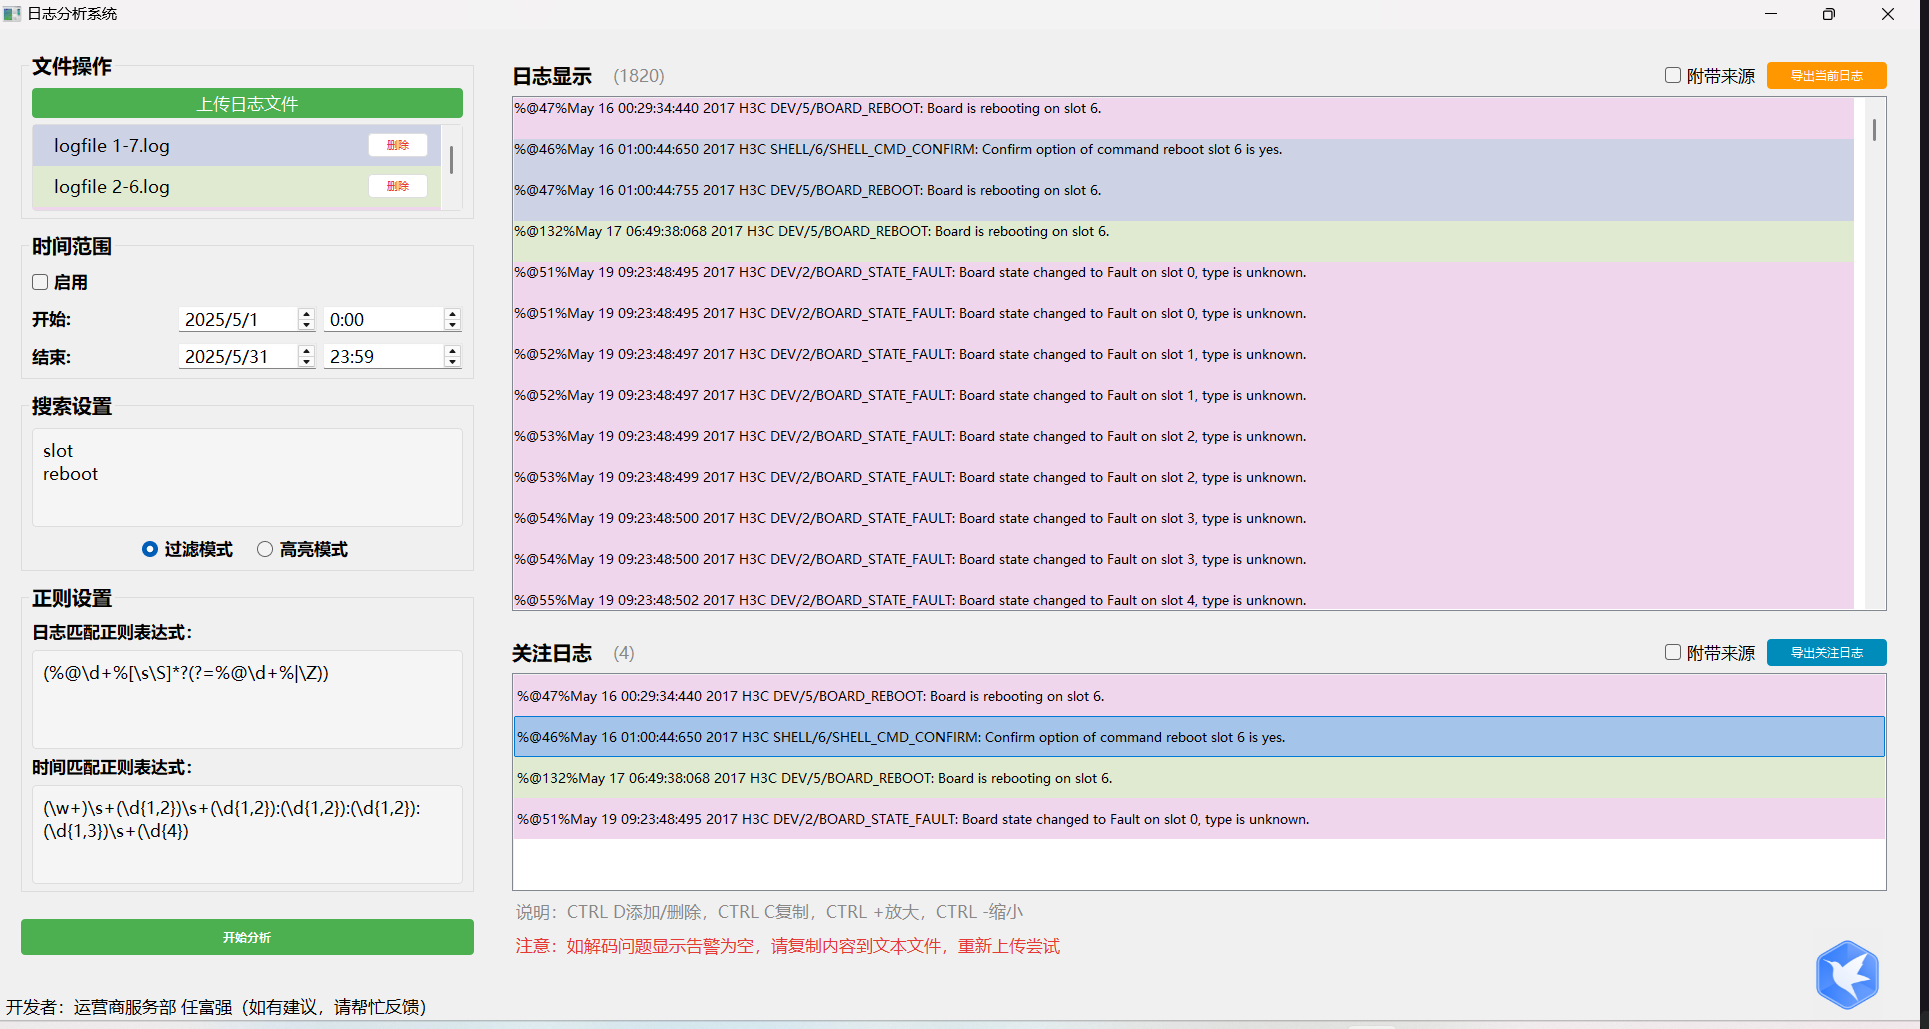 日志分析系统
文件操作
上传日志文件
logfile 1-7.log
删除
logfile 2-6.log
删除
时间范围
启用
开始:
2025/5/1
0:00
结束:
2025/5/31
23:59
搜索设置
slot
reboot
过滤模式
高亮模式
正则设置
日志匹配正则表达式:
(%@\d+%[\s\S]*?(?=%@\d+%|\Z))
时间匹配正则表达式:
(\w+)\s+(\d{1,2})\s+(\d{1,2}):(\d{1,2}):(\d{1,2}):
(\d{1,3})\s+(\d{4})
开始分析
日志显示 (1820)
附带来源
导出当前日志
%@47%May 16 00:29:34:440 2017 H3C DEV/5/BOARD_REBOOT: Board is rebooting on slot 6.
%@46%May 16 01:00:44:650 2017 H3C SHELL/6/SHELL_CMD_CONFIRM: Confirm option of command reboot slot 6 is yes.
%@47%May 16 01:00:44:755 2017 H3C DEV/5/BOARD_REBOOT: Board is rebooting on slot 6.
%@132%May 17 06:49:38:068 2017 H3C DEV/5/BOARD_REBOOT: Board is rebooting on slot 6.
%@51%May 19 09:23:48:495 2017 H3C DEV/2/BOARD_STATE_FAULT: Board state changed to Fault on slot 0, type is unknown.
%@51%May 19 09:23:48:495 2017 H3C DEV/2/BOARD_STATE_FAULT: Board state changed to Fault on slot 0, type is unknown.
%@52%May 19 09:23:48:497 2017 H3C DEV/2/BOARD_STATE_FAULT: Board state changed to Fault on slot 1, type is unknown.
%@52%May 19 09:23:48:497 2017 H3C DEV/2/BOARD_STATE_FAULT: Board state changed to Fault on slot 1, type is unknown.
%@53%May 19 09:23:48:499 2017 H3C DEV/2/BOARD_STATE_FAULT: Board state changed to Fault on slot 2, type is unknown.
%@53%May 19 09:23:48:499 2017 H3C DEV/2/BOARD_STATE_FAULT: Board state changed to Fault on slot 2, type is unknown.
%@54%May 19 09:23:48:500 2017 H3C DEV/2/BOARD_STATE_FAULT: Board state changed to Fault on slot 3, type is unknown.
%@54%May 19 09:23:48:500 2017 H3C DEV/2/BOARD_STATE_FAULT: Board state changed to Fault on slot 3, type is unknown.
%@55%May 19 09:23:48:502 2017 H3C DEV/2/BOARD_STATE_FAULT: Board state changed to Fault on slot 4, type is unknown.
关注日志 (4)
附带来源
导出关注日志
%@47%May 16 00:29:34:440 2017 H3C DEV/5/BOARD_REBOOT: Board is rebooting on slot 6.
%@46%May 16 01:00:44:650 2017 H3C SHELL/6/SHELL_CMD_CONFIRM: Confirm option of command reboot slot 6 is yes.
%@132%May 17 06:49:38:068 2017 H3C DEV/5/BOARD_REBOOT: Board is rebooting on slot 6.
%@51%May 19 09:23:48:495 2017 H3C DEV/2/BOARD_STATE_FAULT: Board state changed to Fault on slot 0, type is unknown.
说明：CTRL D添加/删除，CTRL C复制，CTRL +放大，CTRL -缩小
注意：如解码问题显示告警为空，请复制内容到文本文件，重新上传尝试
开发者：运营商服务部 任富强（如有建议，请帮忙反馈）